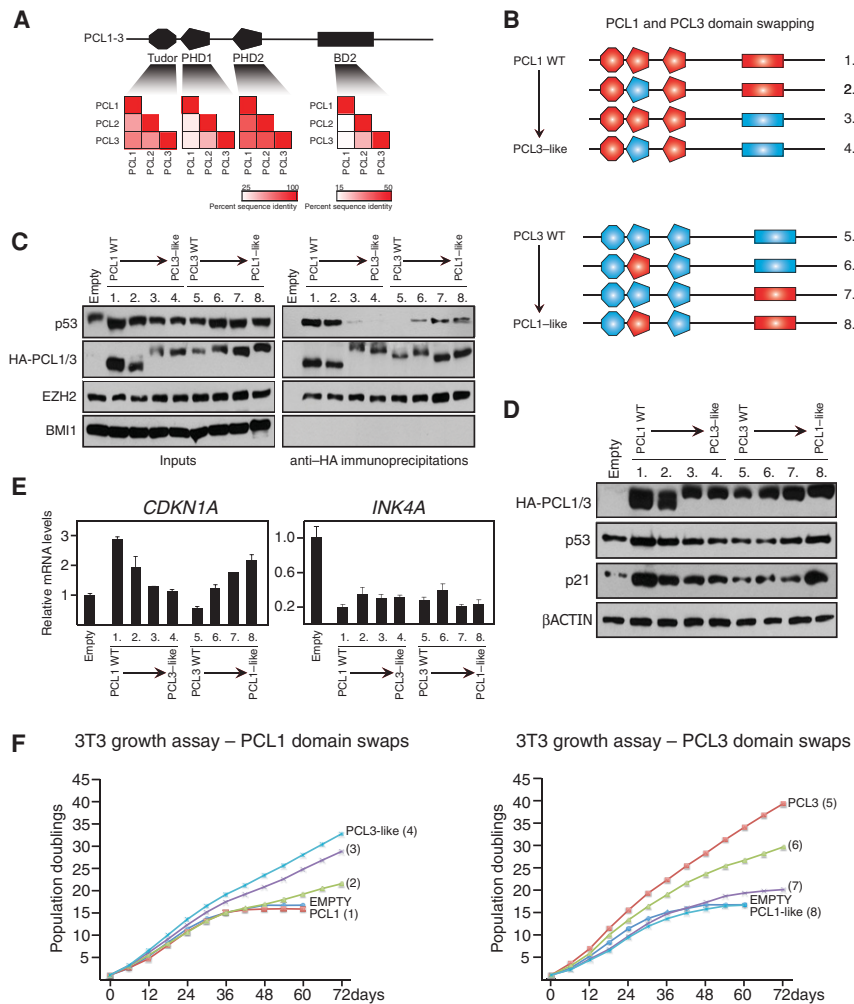 A
PCL1-3
Tudor PHD1 PHD2 BD2
PCL1
PCL2
PCL3
PCL1 PCL2 PCL3 PCL1 PCL2 PCL3 PCL1 PCL2 PCL3
PCL1
PCL2
PCL3
PCL1 PCL2 PCL3
25 100
Percent sequence identity
15 50
Percent sequence identity
B
PCL1 and PCL3 domain swapping
PCL1 WT 1.
2.
3.
PCL3–like 4.
PCL3 WT 5.
6.
7.
PCL1–like 8.
C
Empty PCL1 WT PCL3–like PCL3 WT PCL1–like
1. 2. 3. 4. 5. 6. 7. 8.
Empty PCL1 WT PCL3–like PCL3 WT PCL1–like
1. 2. 3. 4. 5. 6. 7. 8.
p53
HA-PCL1/3
EZH2
BMI1
Inputs
anti–HA immunoprecipitations
D
Empty PCL1 WT PCL3–like PCL3 WT PCL1–like
1. 2. 3. 4. 5. 6. 7. 8.
HA-PCL1/3
p53
p21
βACTIN
E
CDKN1A
Relative mRNA levels
3
2
1
Empty 1. 2. 3. 4. 5. 6. 7. 8.
PCL1 WT PCL3–like PCL3 WT PCL1–like
INK4A
1.0
0.6
0.2
Empty 1. 2. 3. 4. 5. 6. 7. 8.
PCL1 WT PCL3–like PCL3 WT PCL1–like
F
3T3 growth assay – PCL1 domain swaps
Population doublings
45
40
35
30
25
20
15
10
5
0 12 24 36 48 60 72days
PCL3-like (4)
(3)
(2)
EMPTY
PCL1 (1)
3T3 growth assay – PCL3 domain swaps
Population doublings
45
40
35
30
25
20
15
10
5
0 12 24 36 48 60 72days
PCL3 (5)
(6)
(7)
EMPTY
PCL1-like (8)